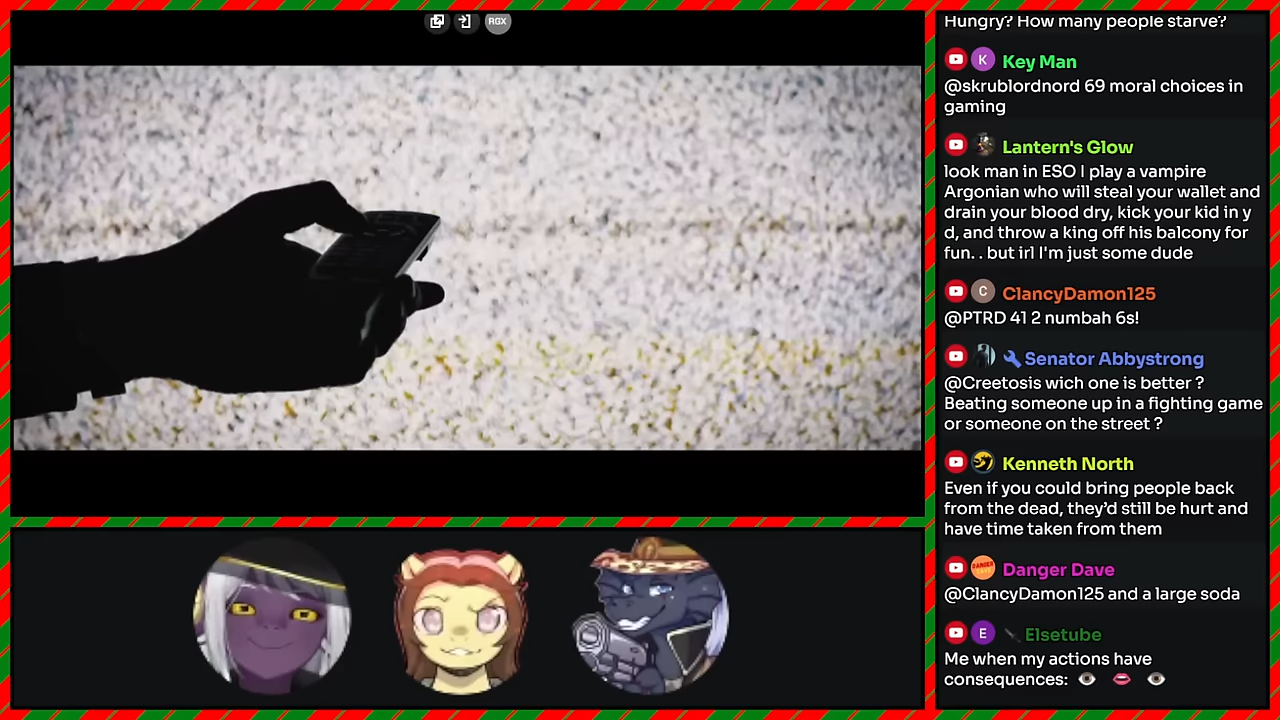 RGX
Hungry? How many people starve?
K Key Man
@skrublordnord 69 moral choices in
gaming
Lantern's Glow
look man in ESO I play a vampire
Argonian who will steal your wallet and
drain your blood dry, kick your kid in y
d, and throw a king off his balcony for
fun. . but irl I'm just some dude
C ClancyDamon125
@PTRD 41 2 numbah 6s!
Senator Abbystrong
@Creetosis wich one is better ?
Beating someone up in a fighting game
or someone on the street ?
Kenneth North
Even if you could bring people back
from the dead, they'd still be hurt and
have time taken from them
DANGER DAVE Danger Dave
@ClancyDamon125 and a large soda
E Elsetube
Me when my actions have
consequences: 👁️ 👄 👁️